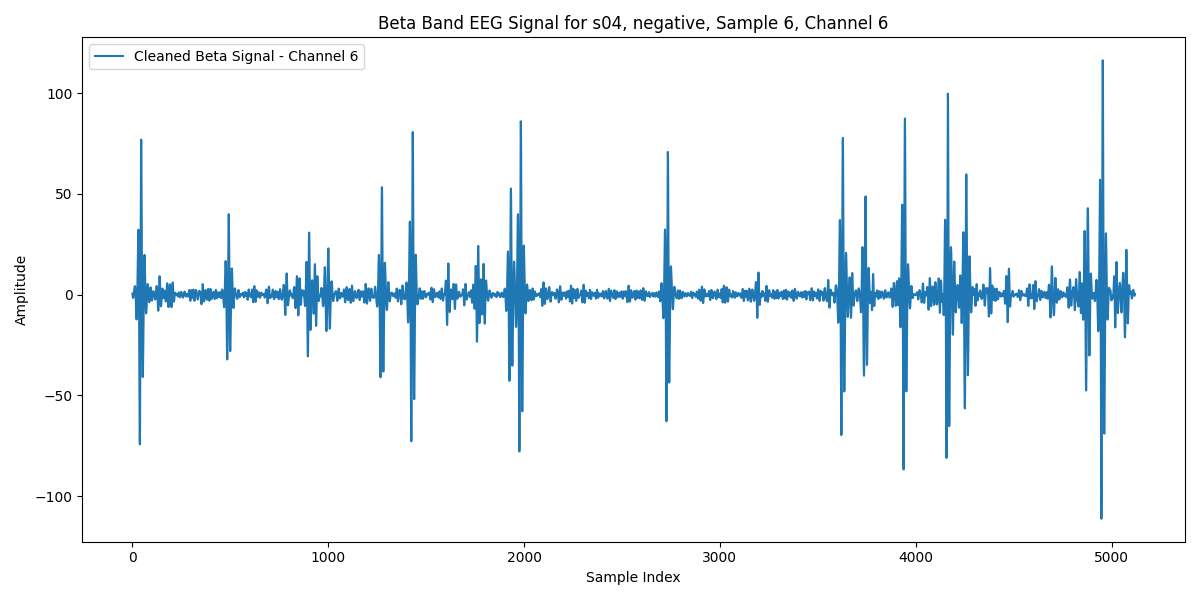 Beta Band EEG Signal for s04, negative, Sample 6, Channel 6
Cleaned Beta Signal - Channel 6
Amplitude
100
50
0
−50
−100
0 1000 2000 3000 4000 5000
Sample Index